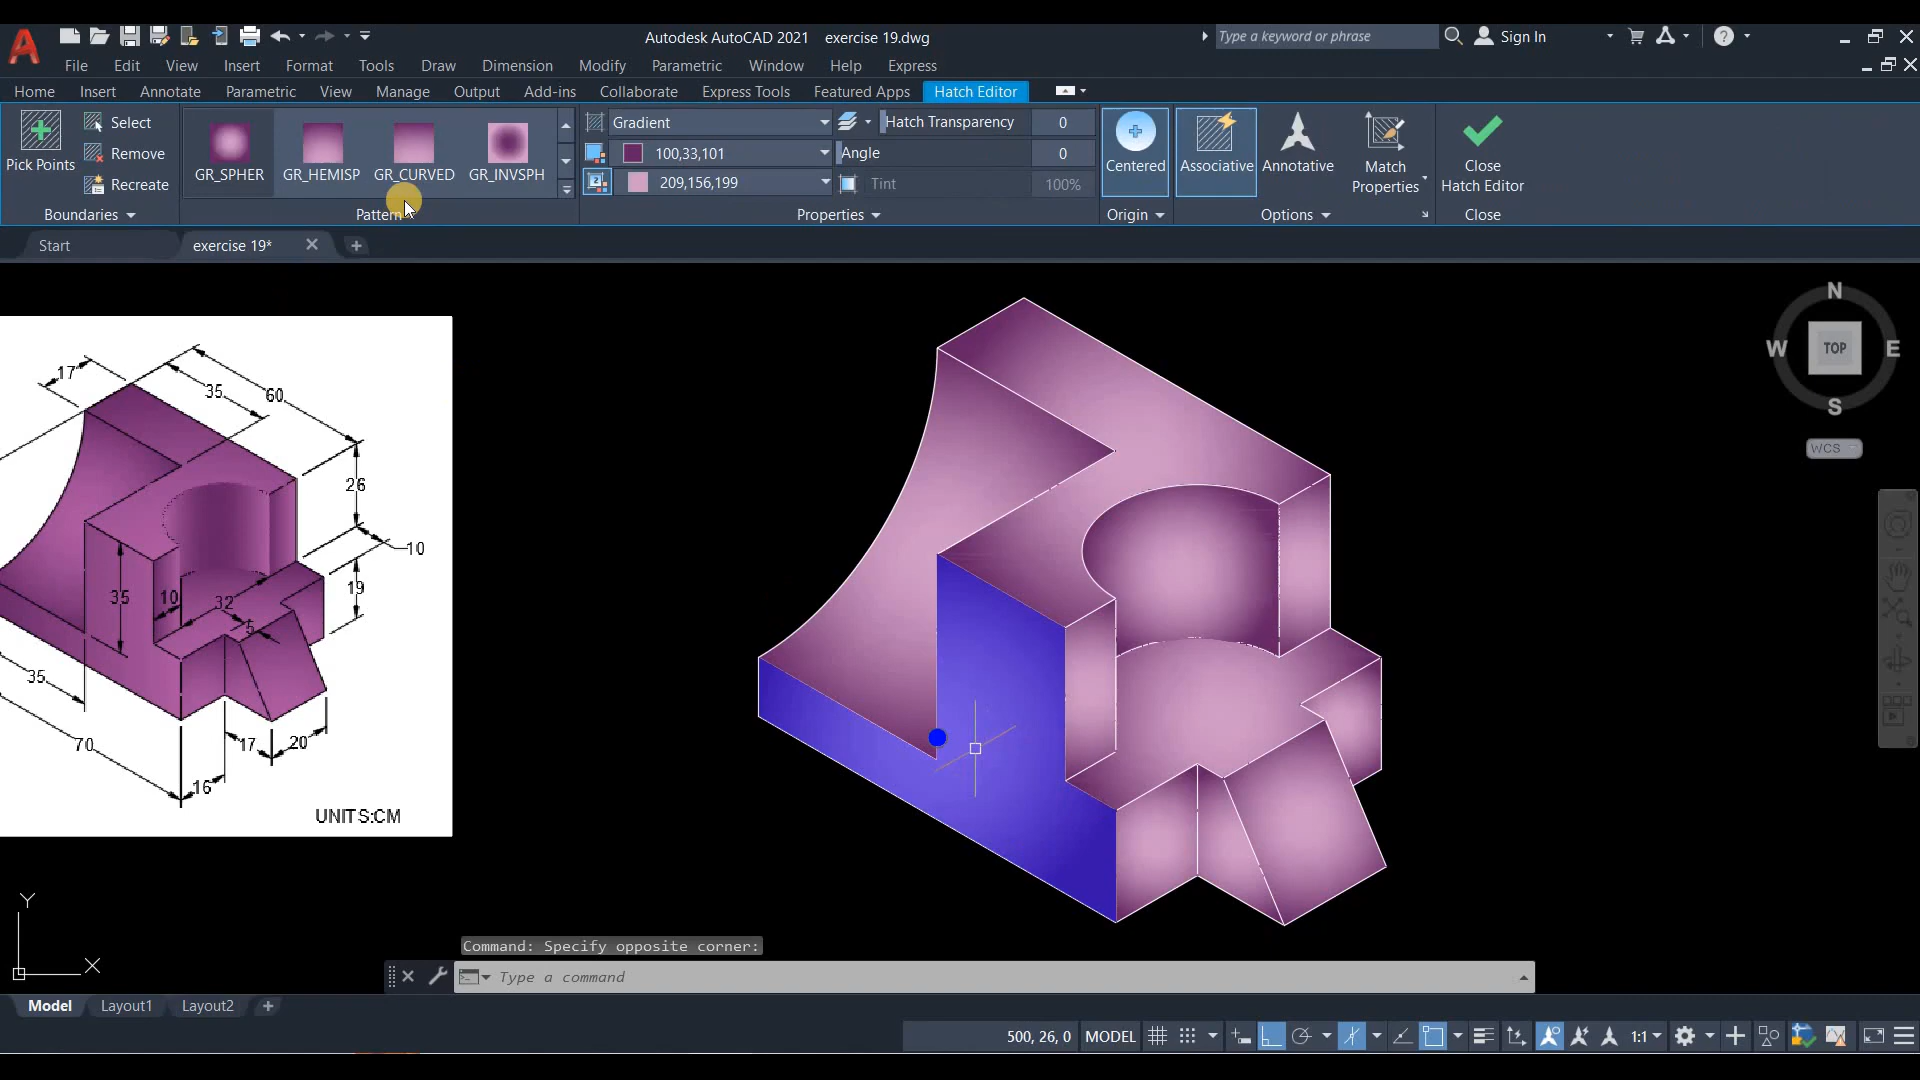 Autodesk AutoCAD 2021 exercise 19.dwg
Type a keyword or phrase
Sign In
File Edit View Insert Format Tools Draw Dimension Modify Parametric Window Help Express
Home Insert Annotate Parametric View Manage Output Add-ins Collaborate Express Tools Featured Apps Hatch Editor
Pick Points
Select
Remove
Recreate
Boundaries
GR_SPHER GR_HEMISP GR_CURVED GR_INVSPH
Pattern
Gradient
100,33,101
209,156,199
Hatch Transparency 0
Angle 0
Tint 100%
Properties
Centered
Origin
Associative
Annotative
Match
Properties
Options
Close
Hatch Editor
Close
Start
exercise 19*
N
W TOP E
S
WCS
17
35
60
26
10
19
35
10
32
5
35
70
17
20
16
UNITS:CM
Y
X
Command: Specify opposite corner:
Type a command
Model Layout1 Layout2
500, 26, 0 MODEL
1:1